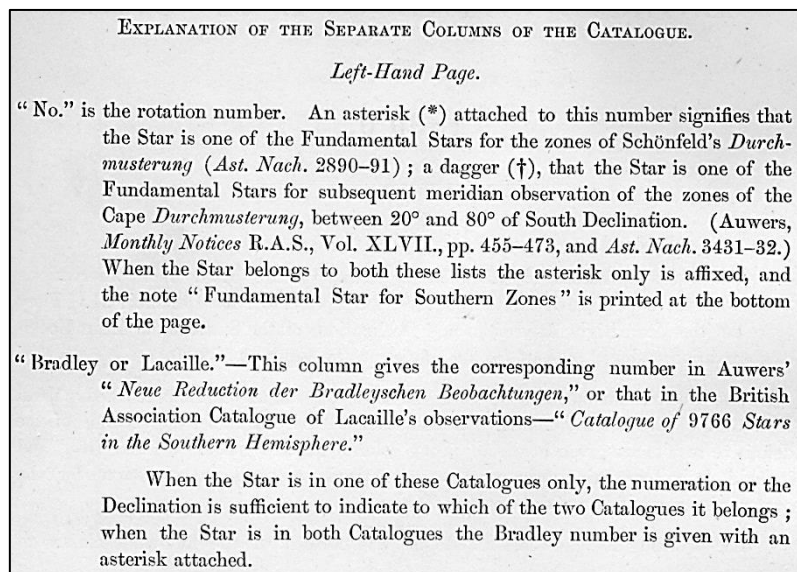 EXPLANATION OF THE SEPARATE COLUMNS OF THE CATALOGUE.
Left-Hand Page.
“ No.” is the rotation number. An asterisk (*) attached to this number signifies that
the Star is one of the Fundamental Stars for the zones of Schönfeld’s Durch-
musterung (Ast. Nach. 2890–91) ; a dagger (†), that the Star is one of the
Fundamental Stars for subsequent meridian observation of the zones of the
Cape Durchmusterung, between 20° and 80° of South Declination. (Auwers,
Monthly Notices R.A.S., Vol. XLVII., pp. 455–473, and Ast. Nach. 3431–32.)
When the Star belongs to both these lists the asterisk only is affixed, and
the note “ Fundamental Star for Southern Zones ” is printed at the bottom
of the page.
“ Bradley or Lacaille.”—This column gives the corresponding number in Auwers’
“ Neue Reduction der Bradleyschen Beobachtungen,” or that in the British
Association Catalogue of Lacaille’s observations—“ Catalogue of 9766 Stars
in the Southern Hemisphere.”
When the Star is in one of these Catalogues only, the numeration or the
Declination is sufficient to indicate to which of the two Catalogues it belongs ;
when the Star is in both Catalogues the Bradley number is given with an
asterisk attached.